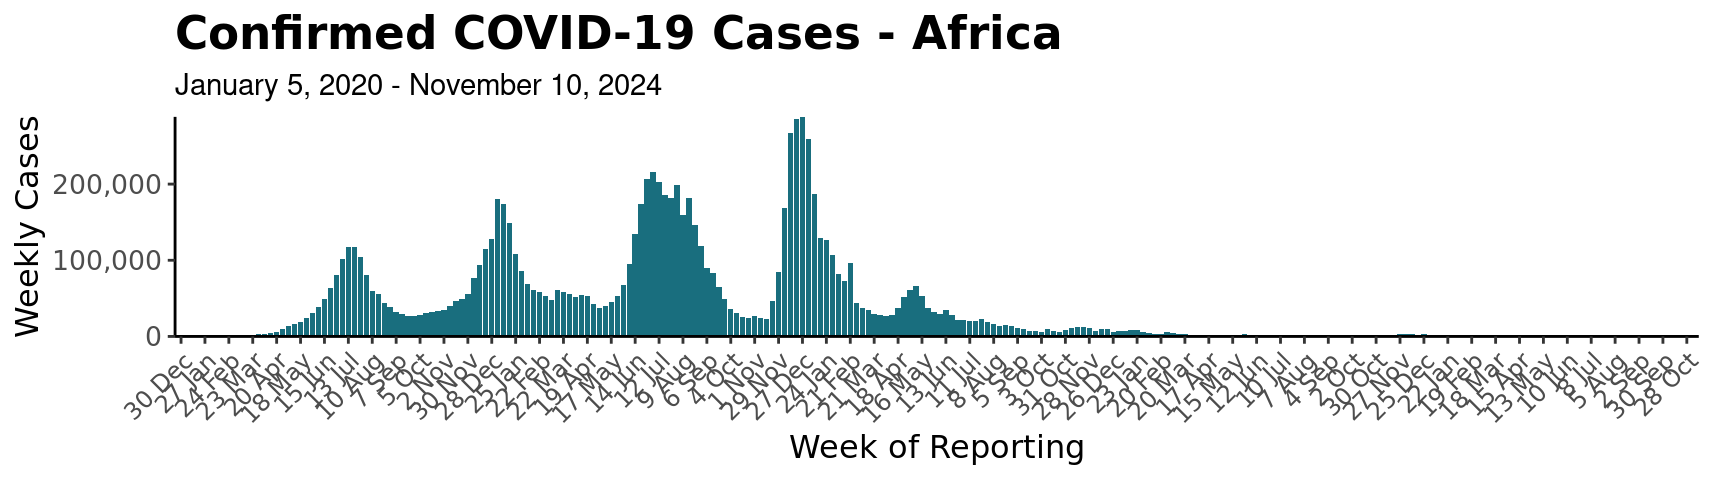 Confirmed COVID-19 Cases - Africa
January 5, 2020 - November 10, 2024
Weekly Cases
200,000
100,000
0
30 Dec
27 Jan
24 Feb
23 Mar
20 Apr
18 May
15 Jun
13 Jul
10 Aug
7 Sep
5 Oct
2 Nov
30 Nov
28 Dec
25 Jan
22 Feb
22 Mar
19 Apr
17 May
14 Jun
12 Jul
9 Aug
6 Sep
4 Oct
1 Nov
29 Nov
27 Dec
24 Jan
21 Feb
21 Mar
18 Apr
16 May
13 Jun
11 Jul
8 Aug
5 Sep
3 Oct
31 Oct
28 Nov
26 Dec
23 Jan
20 Feb
20 Mar
17 Apr
15 May
12 Jun
10 Jul
7 Aug
4 Sep
2 Oct
30 Oct
27 Nov
25 Dec
22 Jan
19 Feb
18 Mar
15 Apr
13 May
10 Jun
8 Jul
5 Aug
2 Sep
30 Sep
28 Oct
Week of Reporting